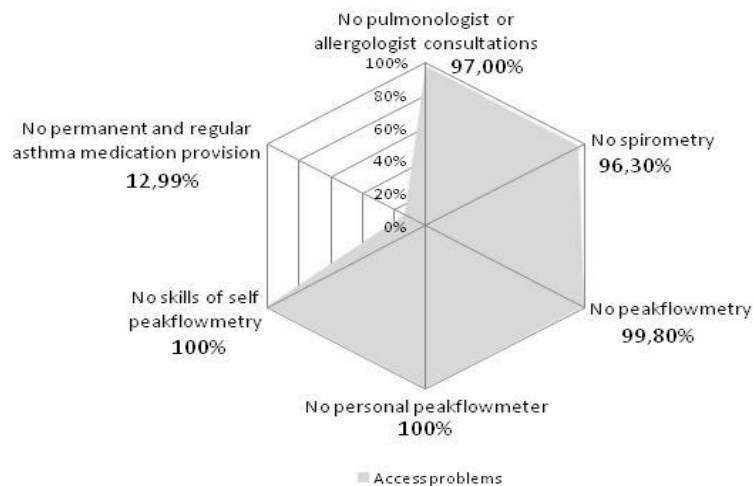 No pulmonologist or
allergologist consultations
97,00%
100%
80%
60%
40%
20%
0%
No spirometry
96,30%
No peakflowmetry
99,80%
No personal peakflowmeter
100%
No skills of self
peakflowmetry
100%
No permanent and regular
asthma medication provision
12,99%
Access problems